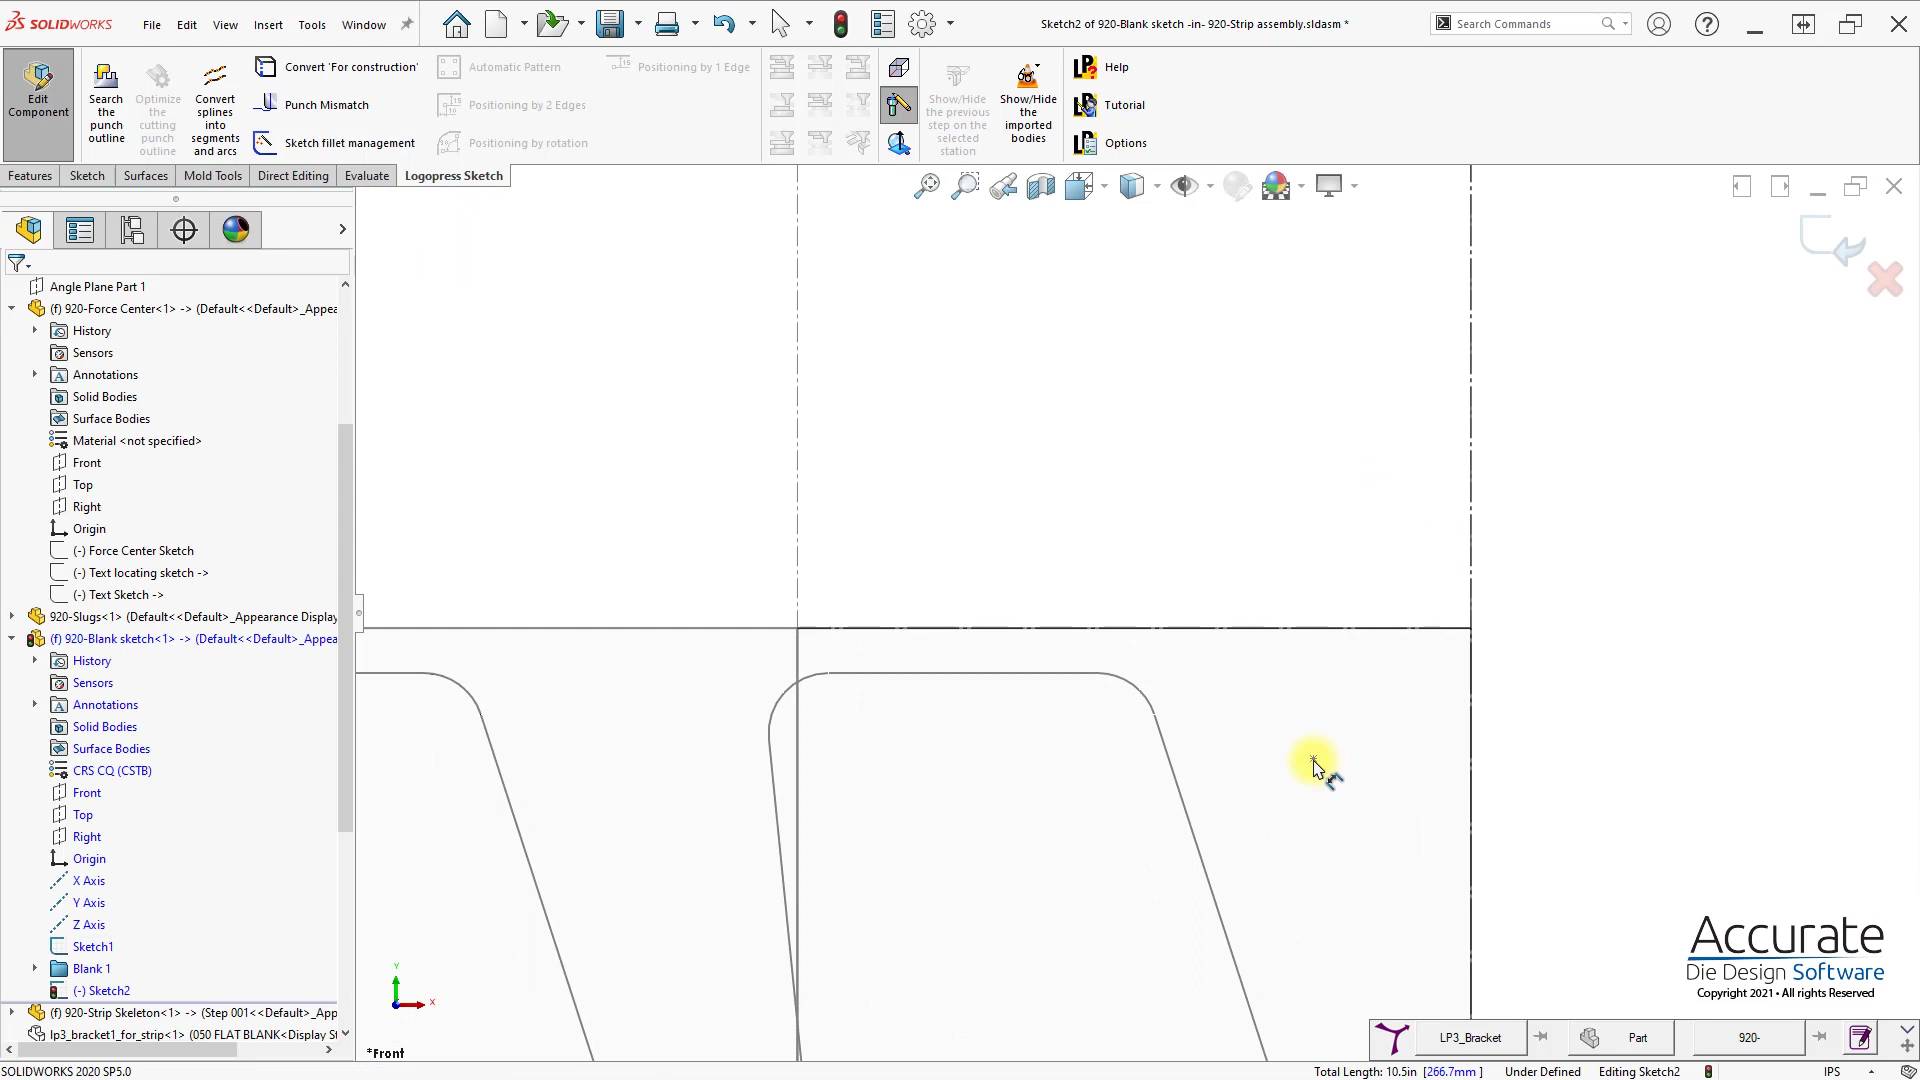 SOLIDWORKS
File Edit View Insert Tools Window
Sketch2 of 920-Blank sketch -in- 920-Strip assembly.sldasm *
Search Commands
Edit Component
Search the punch outline
Optimize the cutting punch outline
Convert splines into segments and arcs
Convert 'For construction'
Punch Mismatch
Sketch fillet management
Automatic Pattern
Positioning by 2 Edges
Positioning by rotation
Positioning by 1 Edge
Show/Hide the previous step on the selected station
Show/Hide the imported bodies
Help
Tutorial
Options
Features Sketch Surfaces Mold Tools Direct Editing Evaluate Logopress Sketch
Angle Plane Part 1
(f) 920-Force Center<1> -> (Default<<Default>_Appea
History
Sensors
Annotations
Solid Bodies
Surface Bodies
Material <not specified>
Front
Top
Right
Origin
(-) Force Center Sketch
(-) Text locating sketch ->
(-) Text Sketch ->
920-Slugs<1> (Default<<Default>_Appearance Display
(f) 920-Blank sketch<1> -> (Default<<Default>_Appea
History
Sensors
Annotations
Solid Bodies
Surface Bodies
CRS CQ (CSTB)
Front
Top
Right
Origin
X Axis
Y Axis
Z Axis
Sketch1
Blank 1
(-) Sketch2
(f) 920-Strip Skeleton<1> -> (Step 001<<Default>_App
lp3_bracket1_for_strip<1> (050 FLAT BLANK<Display S
Y
X
*Front
Accurate
Die Design Software
Copyright 2021 • All rights Reserved
LP3_Bracket Part 920-
SOLIDWORKS 2020 SP5.0
Total Length: 10.5in [266.7mm ] Under Defined Editing Sketch2 IPS